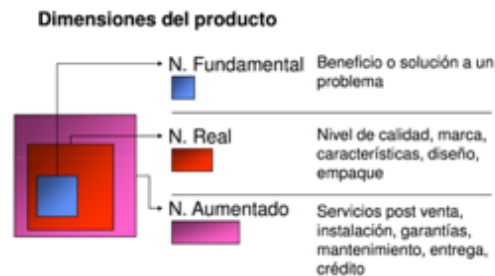 Dimensiones del producto
N. Fundamental
Beneficio o solución a un
problema
N. Real
Nivel de calidad, marca,
características, diseño,
empaque
N. Aumentado
Servicios post venta,
instalación, garantías,
mantenimiento, entrega,
crédito